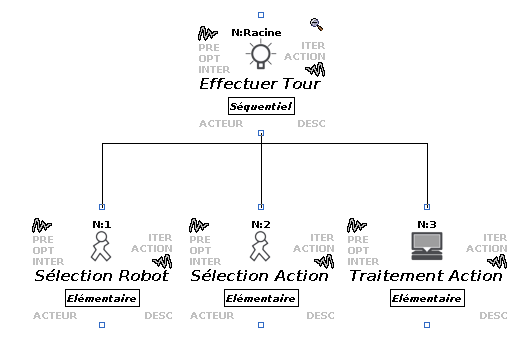 N:Racine
PRE ITER
OPT ACTION
INTER
Effectuer Tour
Séquentiel
ACTEUR DESC
N:1 N:2 N:3
PRE ITER PRE ITER PRE ITER
OPT ACTION OPT ACTION OPT ACTION
INTER INTER INTER
Sélection Robot Sélection Action Traitement Action
Elémentaire Elémentaire Elémentaire
ACTEUR DESC ACTEUR DESC ACTEUR DESC